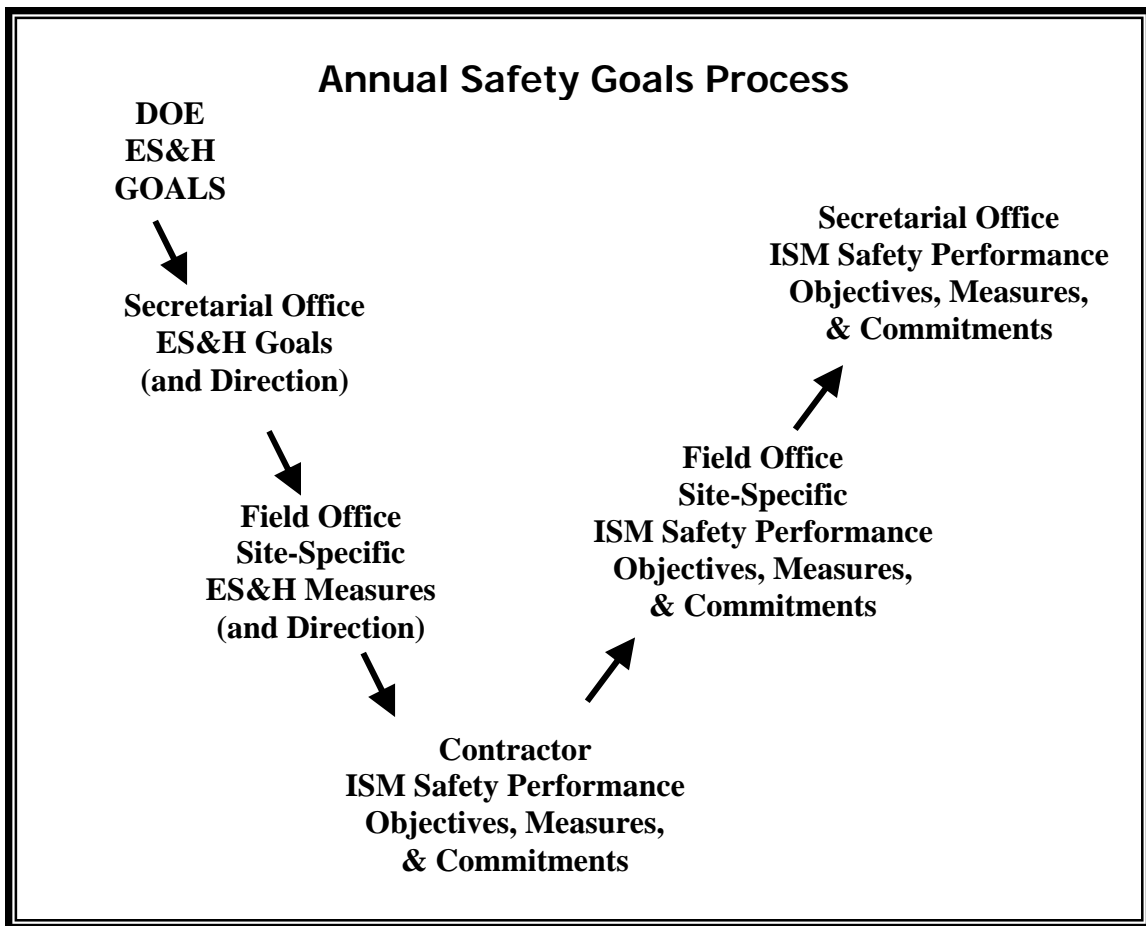 Annual Safety Goals Process
DOE
ES&H
GOALS
Secretarial Office
ES&H Goals
(and Direction)
Field Office
Site-Specific
ES&H Measures
(and Direction)
Contractor
ISM Safety Performance
Objectives, Measures,
& Commitments
Field Office
Site-Specific
ISM Safety Performance
Objectives, Measures,
& Commitments
Secretarial Office
ISM Safety Performance
Objectives, Measures,
& Commitments